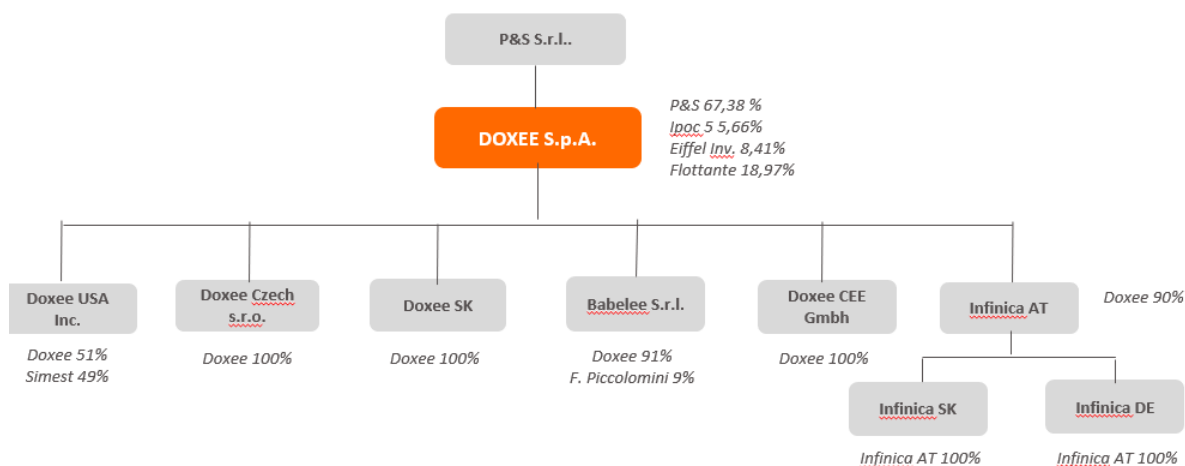 P&S S.r.l..
DOXEE S.p.A.
P&S 67,38 %
Ipoc 5 5,66%
Eiffel Inv. 8,41%
Flottante 18,97%
Doxee USA
Inc.
Doxee 51%
Simest 49%
Doxee Czech
s.r.o.
Doxee 100%
Doxee SK
Doxee 100%
Babelee S.r.l.
Doxee 91%
F. Piccolomini 9%
Doxee CEE
Gmbh
Doxee 100%
Infinica AT
Doxee 90%
Infinica SK
Infinica AT 100%
Infinica DE
Infinica AT 100%